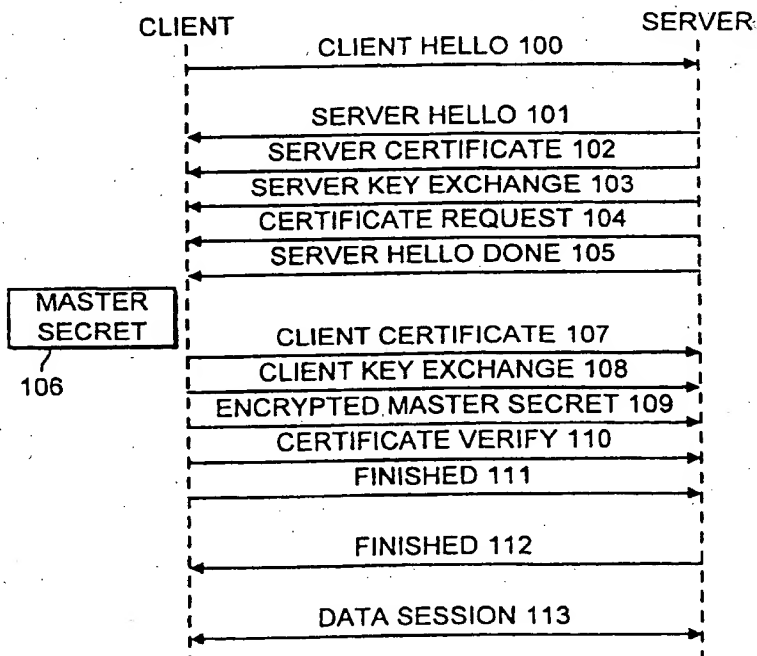 CLIENT SERVER
CLIENT HELLO 100
SERVER HELLO 101
SERVER CERTIFICATE 102
SERVER KEY EXCHANGE 103
CERTIFICATE REQUEST 104
SERVER HELLO DONE 105
MASTER
SECRET
106
CLIENT CERTIFICATE 107
CLIENT KEY EXCHANGE 108
ENCRYPTED MASTER SECRET 109
CERTIFICATE VERIFY 110
FINISHED 111
FINISHED 112
DATA SESSION 113